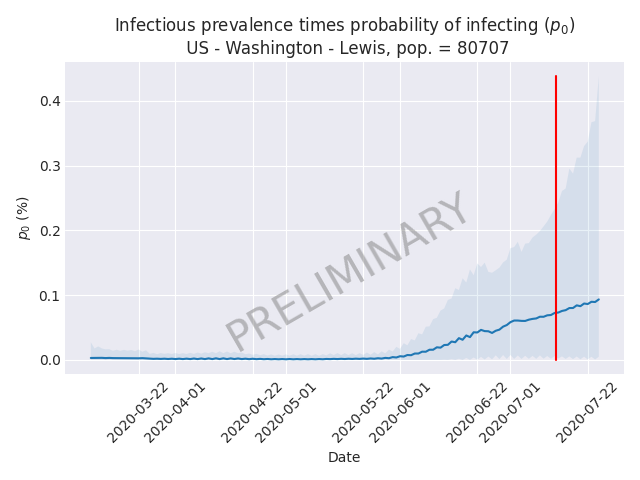 Infectious prevalence times probability of infecting (p₀)
US - Washington - Lewis, pop. = 80707
0.4
0.3
0.2
0.1
0.0
p₀ (%)
PRELIMINARY
2020-03-22
2020-04-01
2020-04-22
2020-05-01
2020-05-22
2020-06-01
2020-06-22
2020-07-01
2020-07-22
Date